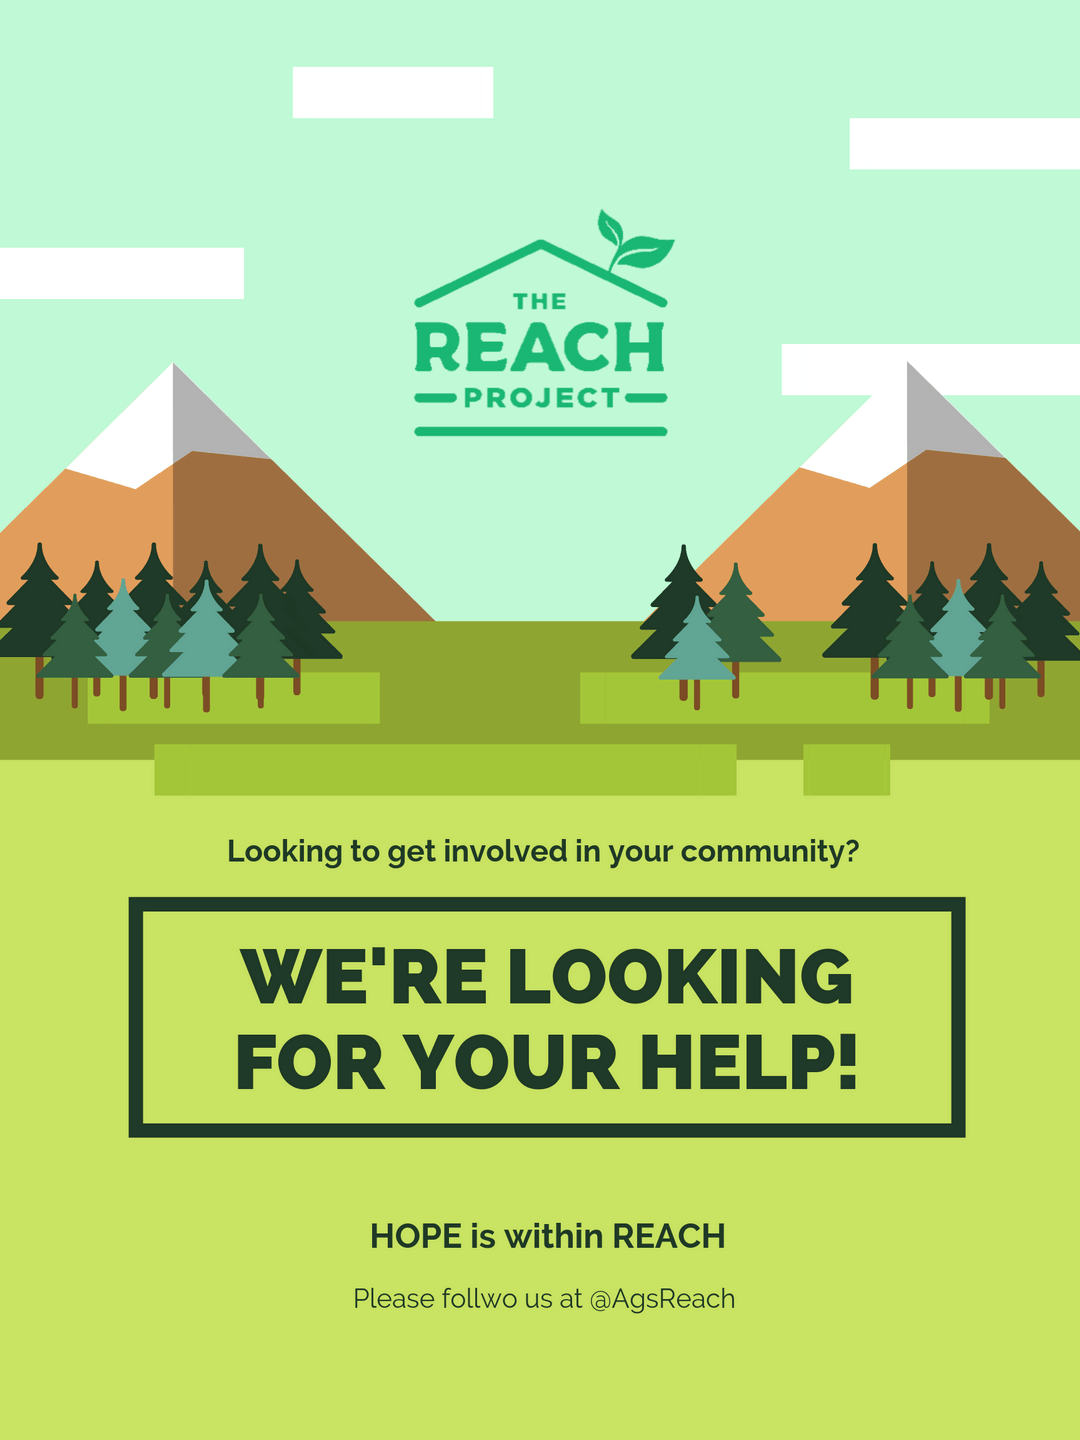 THE
REACH
PROJECT
Looking to get involved in your community?
WE'RE LOOKING
FOR YOUR HELP!
HOPE is within REACH
Please follwo us at @AgsReach